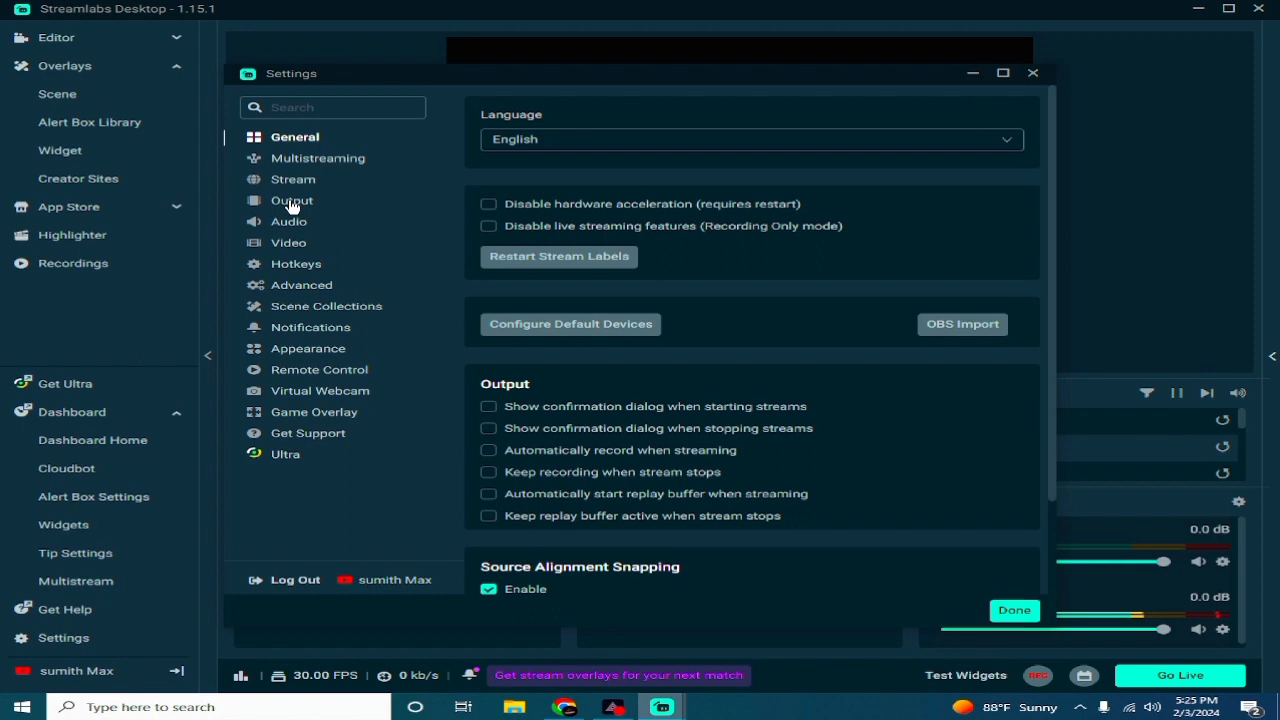 Streamlabs Desktop - 1.15.1
Editor
Overlays
Scene
Alert Box Library
Widget
Creator Sites
App Store
Highlighter
Recordings
Get Ultra
Dashboard
Dashboard Home
Cloudbot
Alert Box Settings
Widgets
Tip Settings
Multistream
Get Help
Settings
sumith Max
Settings
Search
General
Multistreaming
Stream
Output
Audio
Video
Hotkeys
Advanced
Scene Collections
Notifications
Appearance
Remote Control
Virtual Webcam
Game Overlay
Get Support
Ultra
Log Out sumith Max
Language
English
Disable hardware acceleration (requires restart)
Disable live streaming features (Recording Only mode)
Restart Stream Labels
Configure Default Devices OBS Import
Output
Show confirmation dialog when starting streams
Show confirmation dialog when stopping streams
Automatically record when streaming
Keep recording when stream stops
Automatically start replay buffer when streaming
Keep replay buffer active when stream stops
Source Alignment Snapping
Enable
Done
0.0 dB
0.0 dB
30.00 FPS 0 kb/s Get stream overlays for your next match Test Widgets REC Go Live
Type here to search 88°F Sunny 5:25 PM
2/3/2024
2